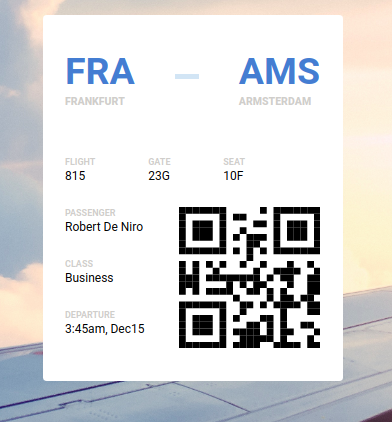 FRA – AMS
FRANKFURT ARMSTERDAM
FLIGHT GATE SEAT
815 23G 10F
PASSENGER
Robert De Niro
CLASS
Business
DEPARTURE
3:45am, Dec15